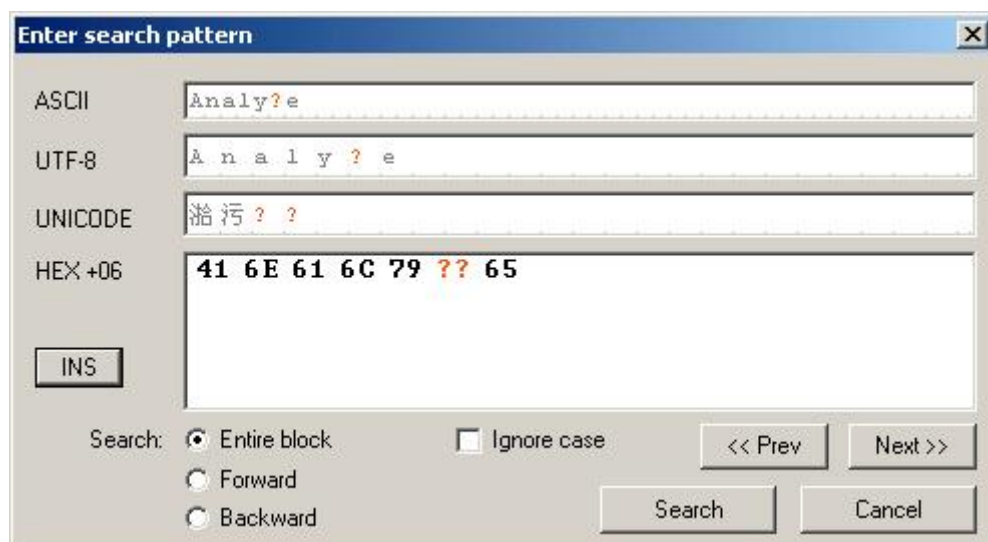 Enter search pattern
ASCII Analy?e
UTF-8 A n a l y ? e
UNICODE ? ?
HEX +06 41 6E 61 6C 79 ?? 65
INS
Search: Entire block Ignore case << Prev Next >>
Forward
Search Cancel
Backward